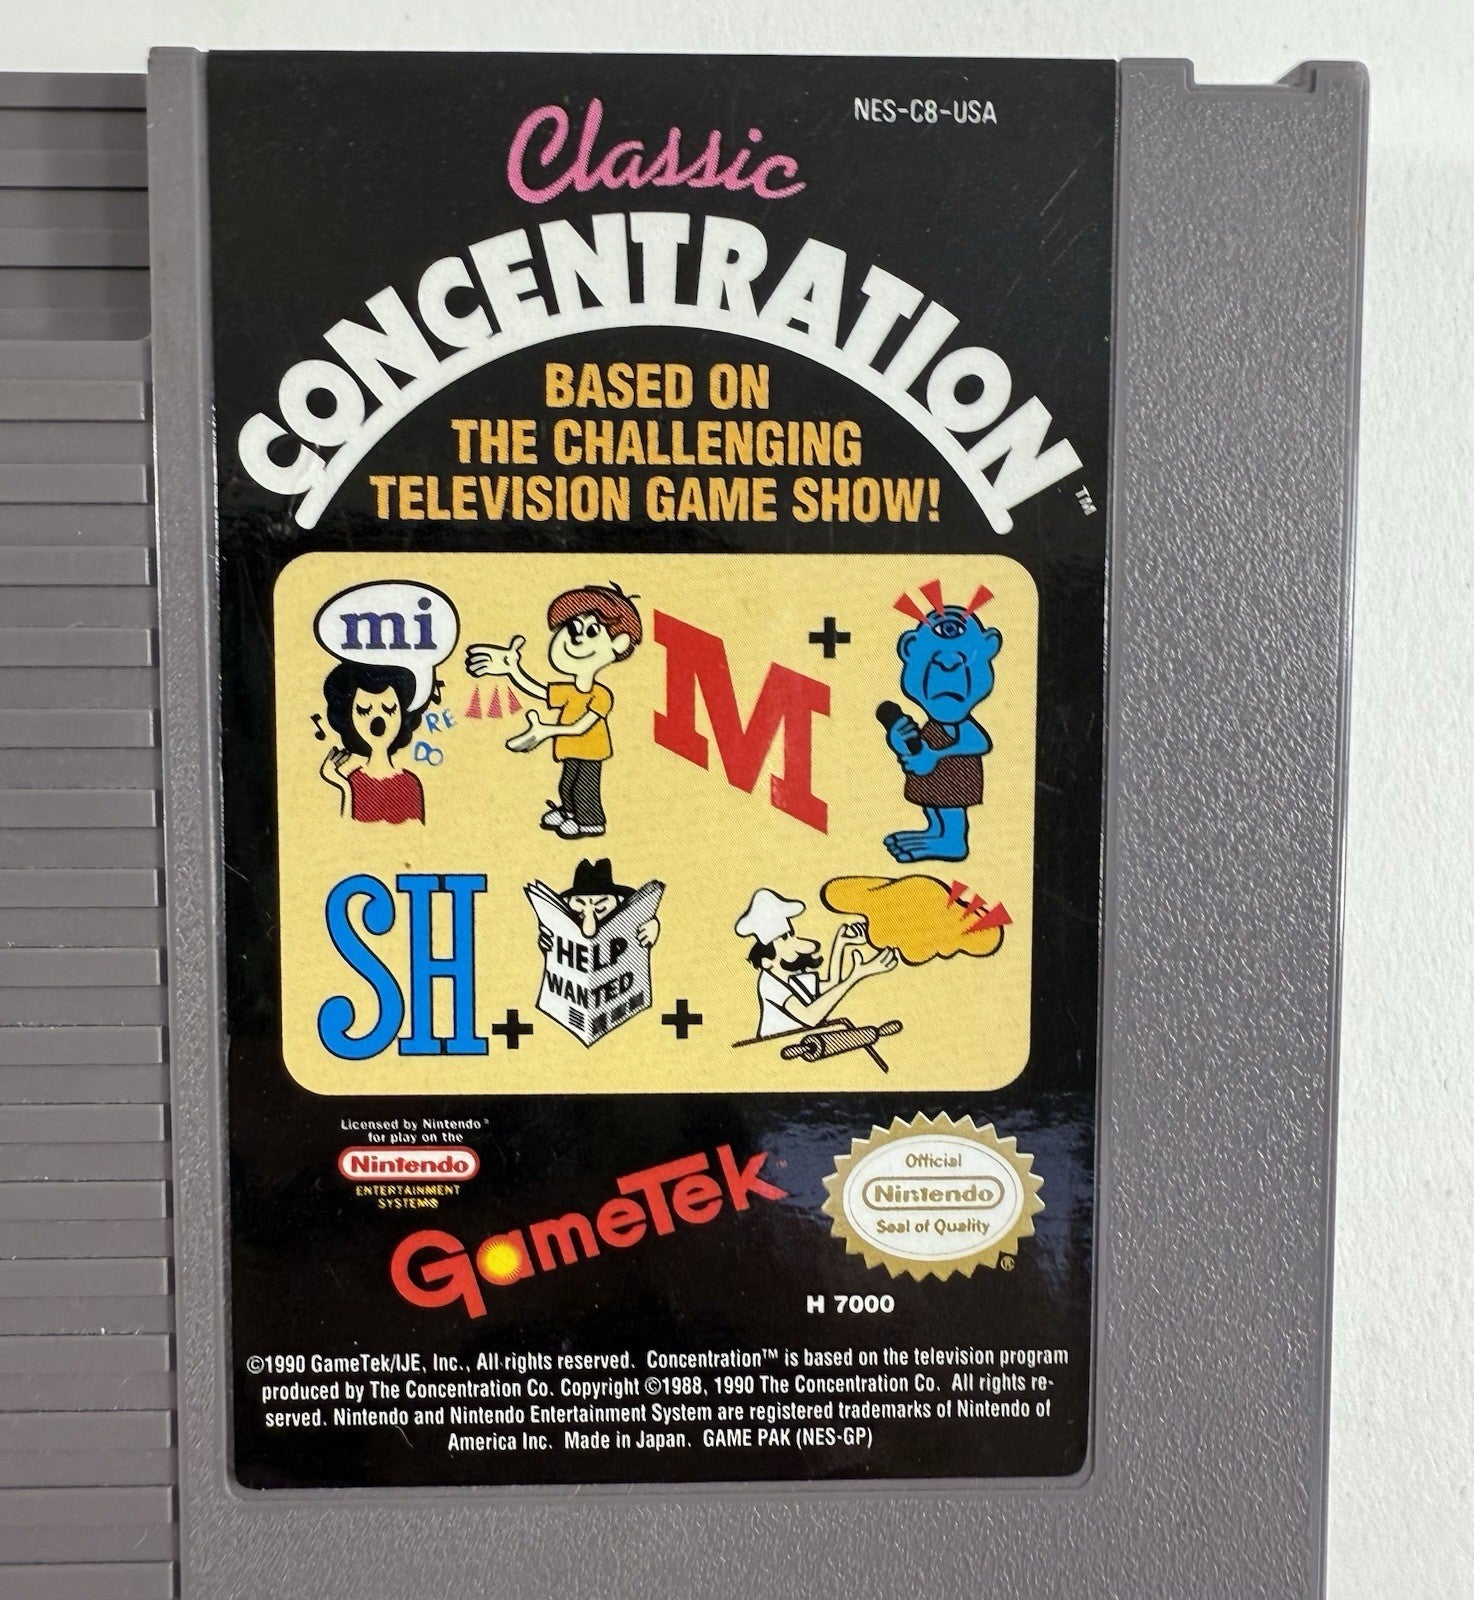 NES-C8-USA
Classic
CONCENTRATION™
BASED ON
THE CHALLENGING
TELEVISION GAME SHOW!
mi
RE
DO
M +
SH + HELP
WANTED +
Licensed by Nintendo®
for play on the
Nintendo
ENTERTAINMENT
SYSTEM®
GameTek™
Official
Nintendo
Seal of Quality
®
H 7000
©1990 GameTek/IJE, Inc., All rights reserved. Concentration™ is based on the television program
produced by The Concentration Co. Copyright ©1988, 1990 The Concentration Co. All rights re-
served. Nintendo and Nintendo Entertainment System are registered trademarks of Nintendo of
America Inc. Made in Japan. GAME PAK (NES-GP)